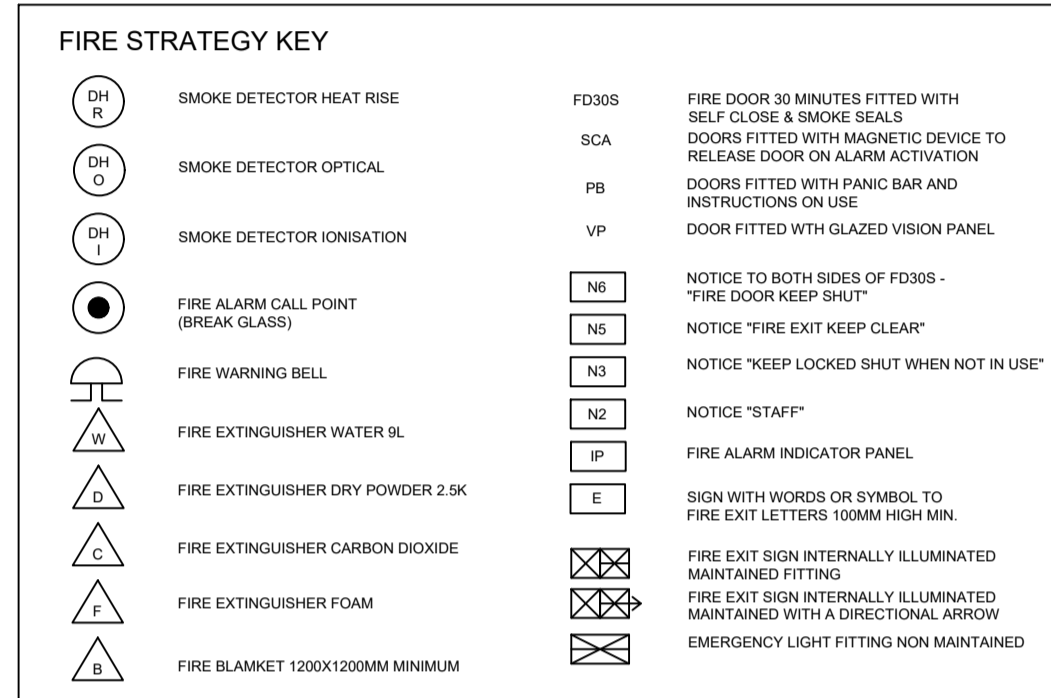 FIRE STRATEGY KEY
DH
R
SMOKE DETECTOR HEAT RISE
DH
O
SMOKE DETECTOR OPTICAL
DH
I
SMOKE DETECTOR IONISATION
FIRE ALARM CALL POINT
(BREAK GLASS)
FIRE WARNING BELL
W
FIRE EXTINGUISHER WATER 9L
D
FIRE EXTINGUISHER DRY POWDER 2.5K
C
FIRE EXTINGUISHER CARBON DIOXIDE
F
FIRE EXTINGUISHER FOAM
B
FIRE BLAMKET 1200X1200MM MINIMUM
FD30S
FIRE DOOR 30 MINUTES FITTED WITH
SELF CLOSE & SMOKE SEALS
SCA
DOORS FITTED WITH MAGNETIC DEVICE TO
RELEASE DOOR ON ALARM ACTIVATION
PB
DOORS FITTED WITH PANIC BAR AND
INSTRUCTIONS ON USE
VP
DOOR FITTED WTH GLAZED VISION PANEL
N6
NOTICE TO BOTH SIDES OF FD30S -
"FIRE DOOR KEEP SHUT"
N5
NOTICE "FIRE EXIT KEEP CLEAR"
N3
NOTICE "KEEP LOCKED SHUT WHEN NOT IN USE"
N2
NOTICE "STAFF"
IP
FIRE ALARM INDICATOR PANEL
E
SIGN WITH WORDS OR SYMBOL TO
FIRE EXIT LETTERS 100MM HIGH MIN.
FIRE EXIT SIGN INTERNALLY ILLUMINATED
MAINTAINED FITTING
FIRE EXIT SIGN INTERNALLY ILLUMINATED
MAINTAINED WITH A DIRECTIONAL ARROW
EMERGENCY LIGHT FITTING NON MAINTAINED